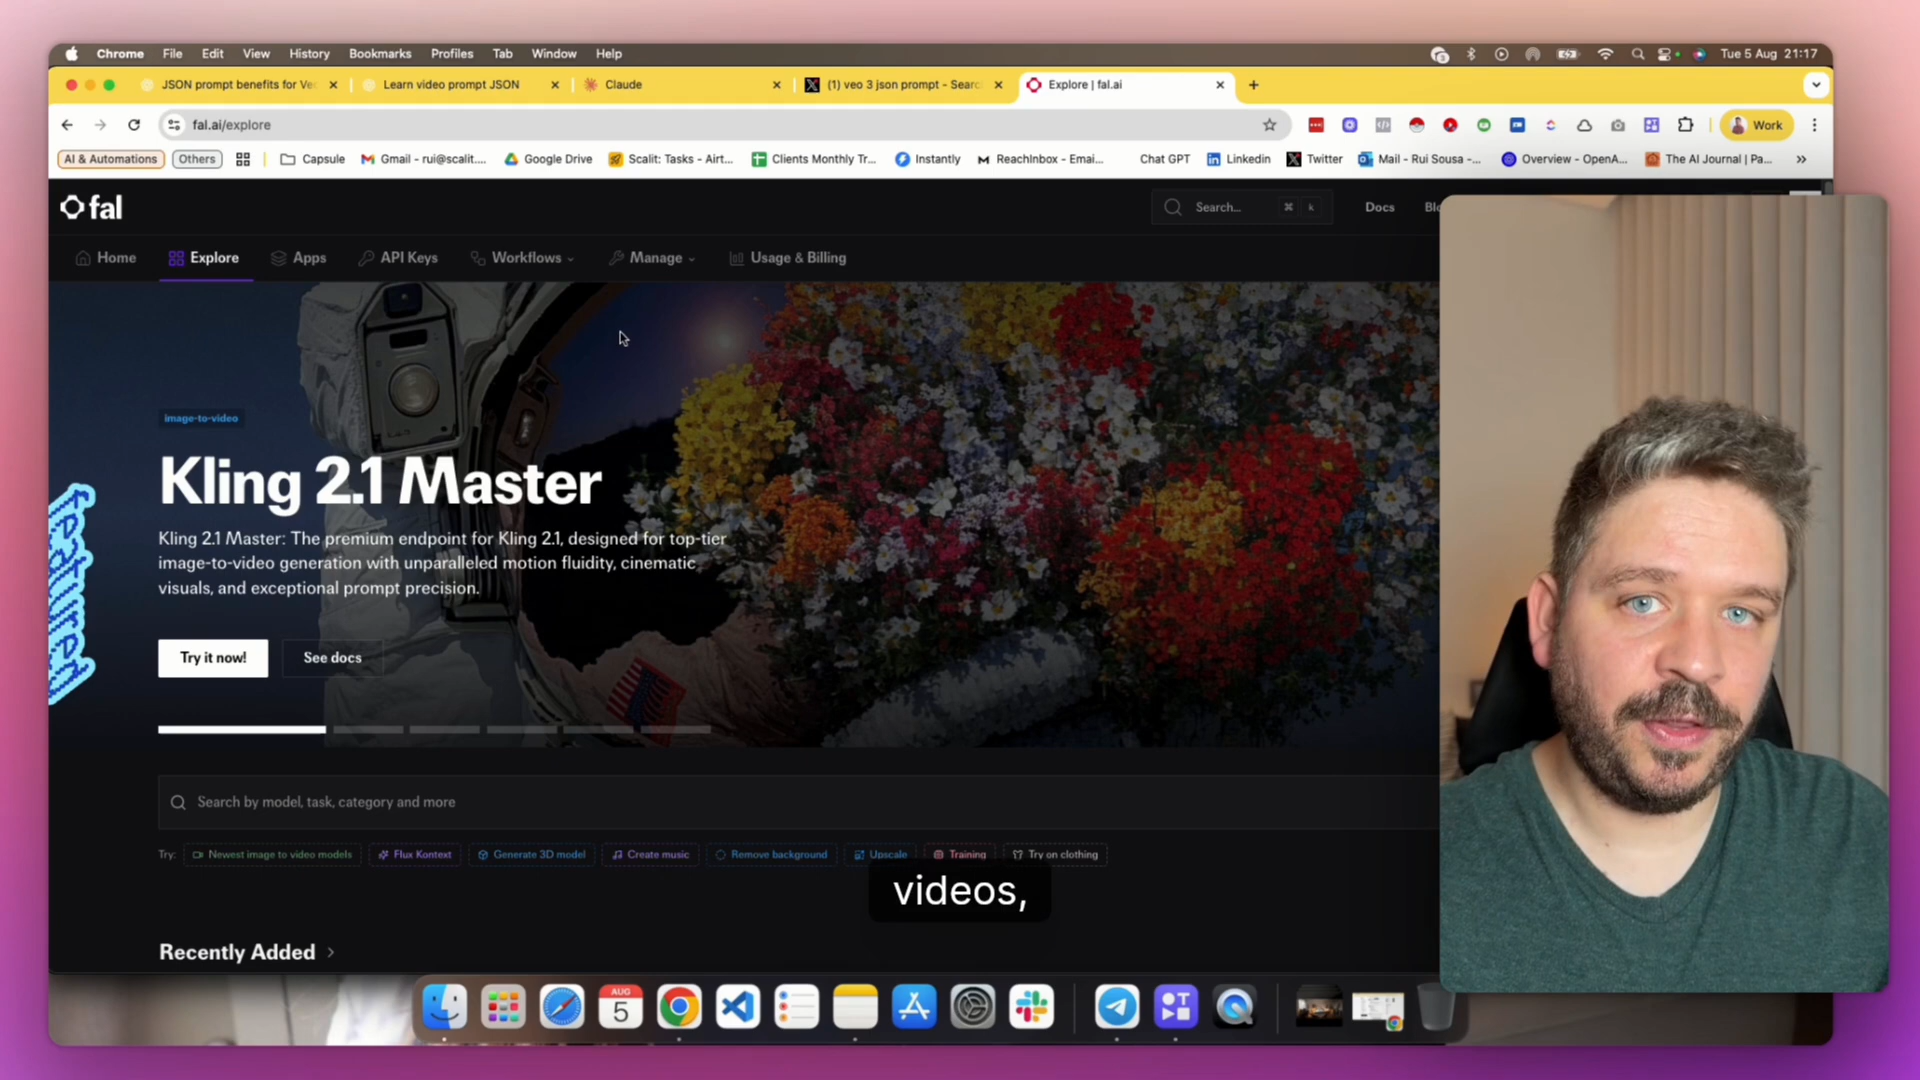 Chrome File Edit View History Bookmarks Profiles Tab Window Help Tue 5 Aug 21:17
JSON prompt benefits for Veo Learn video prompt JSON Claude (1) veo 3 json prompt - Searc Explore | fal.ai
fal.ai/explore Work
AI & Automations Others Capsule Gmail - rui@scalit.... Google Drive Scalit: Tasks - Airt... Clients Monthly Tr... Instantly ReachInbox - Emai... Chat GPT Linkedin Twitter Mail - Rui Sousa -... Overview - OpenA... The AI Journal | Pa...
fal Search... ⌘ k Docs Blo
Home Explore Apps API Keys Workflows Manage Usage & Billing
image-to-video
Kling 2.1 Master
Kling 2.1 Master: The premium endpoint for Kling 2.1, designed for top-tier
image-to-video generation with unparalleled motion fluidity, cinematic
visuals, and exceptional prompt precision.
featured
Try it now! See docs
Search by model, task, category and more
Try: Newest image to video models Flux Kontext Generate 3D model Create music Remove background Upscale Training Try on clothing
videos,
Recently Added
AUG
5